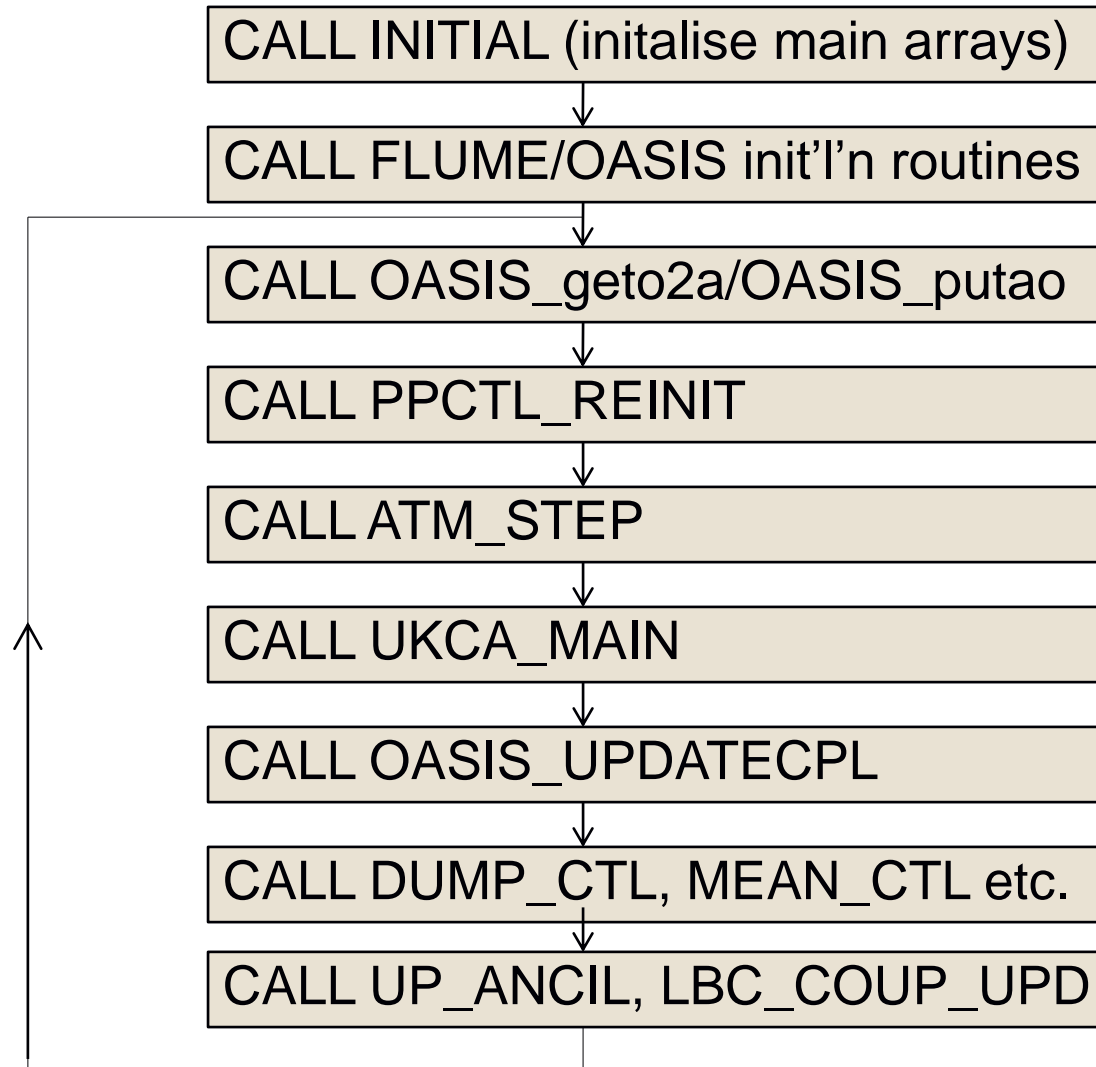 CALL INITIAL (initalise main arrays)
CALL FLUME/OASIS init'l'n routines
CALL OASIS_geto2a/OASIS_putao
CALL PPCTL_REINIT
CALL ATM_STEP
CALL UKCA_MAIN
CALL OASIS_UPDATECPL
CALL DUMP_CTL, MEAN_CTL etc.
CALL UP_ANCIL, LBC_COUP_UPD